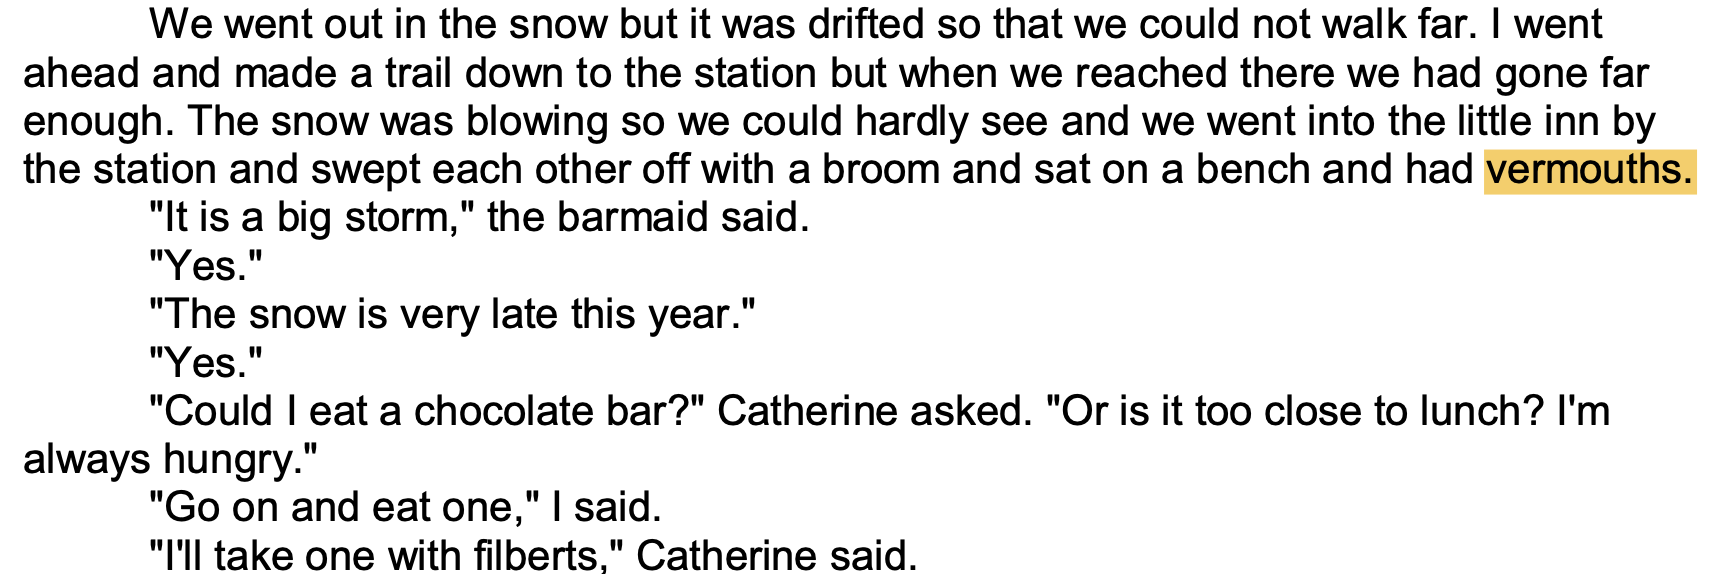 We went out in the snow but it was drifted so that we could not walk far. I went
ahead and made a trail down to the station but when we reached there we had gone far
enough. The snow was blowing so we could hardly see and we went into the little inn by
the station and swept each other off with a broom and sat on a bench and had vermouths.
"It is a big storm," the barmaid said.
"Yes."
"The snow is very late this year."
"Yes."
"Could I eat a chocolate bar?" Catherine asked. "Or is it too close to lunch? I'm
always hungry."
"Go on and eat one," I said.
"I'll take one with filberts," Catherine said.